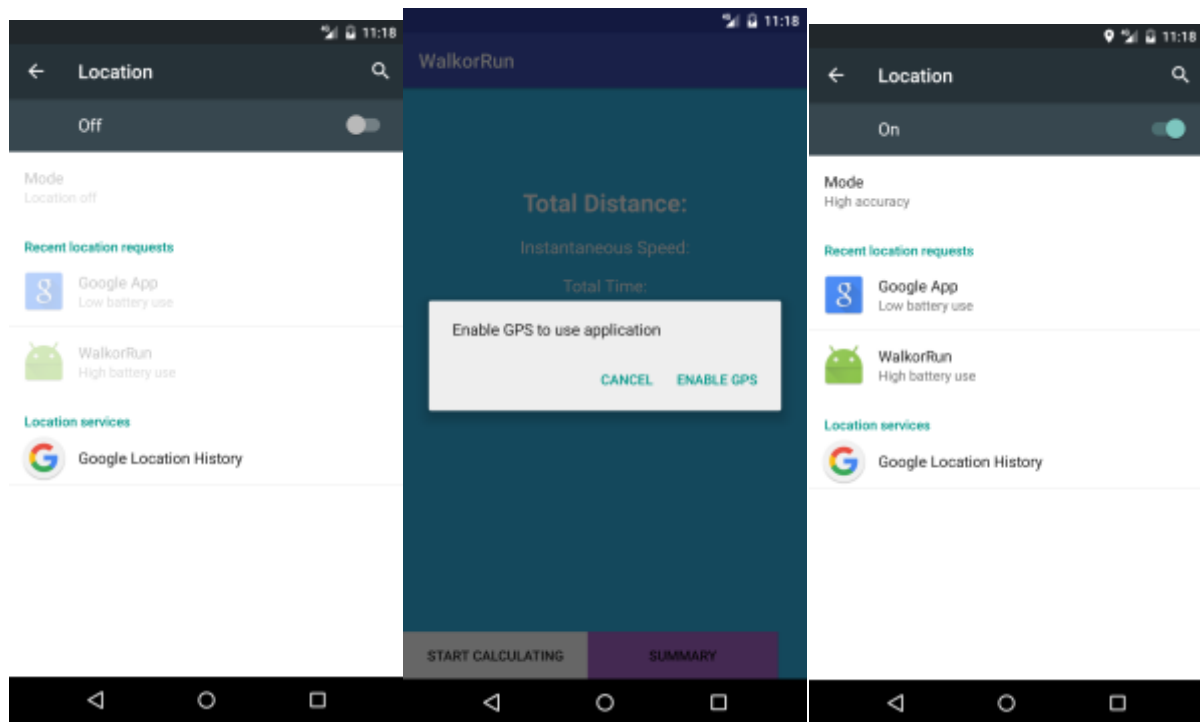 11:18
Location
Off
Mode
Location off
Recent location requests
Google App
Low battery use
WalkorRun
High battery use
Location services
Google Location History
11:18
WalkorRun
Total Distance:
Instantaneous Speed:
Total Time:
Enable GPS to use application
CANCEL ENABLE GPS
START CALCULATING SUMMARY
11:18
Location
On
Mode
High accuracy
Recent location requests
Google App
Low battery use
WalkorRun
High battery use
Location services
Google Location History